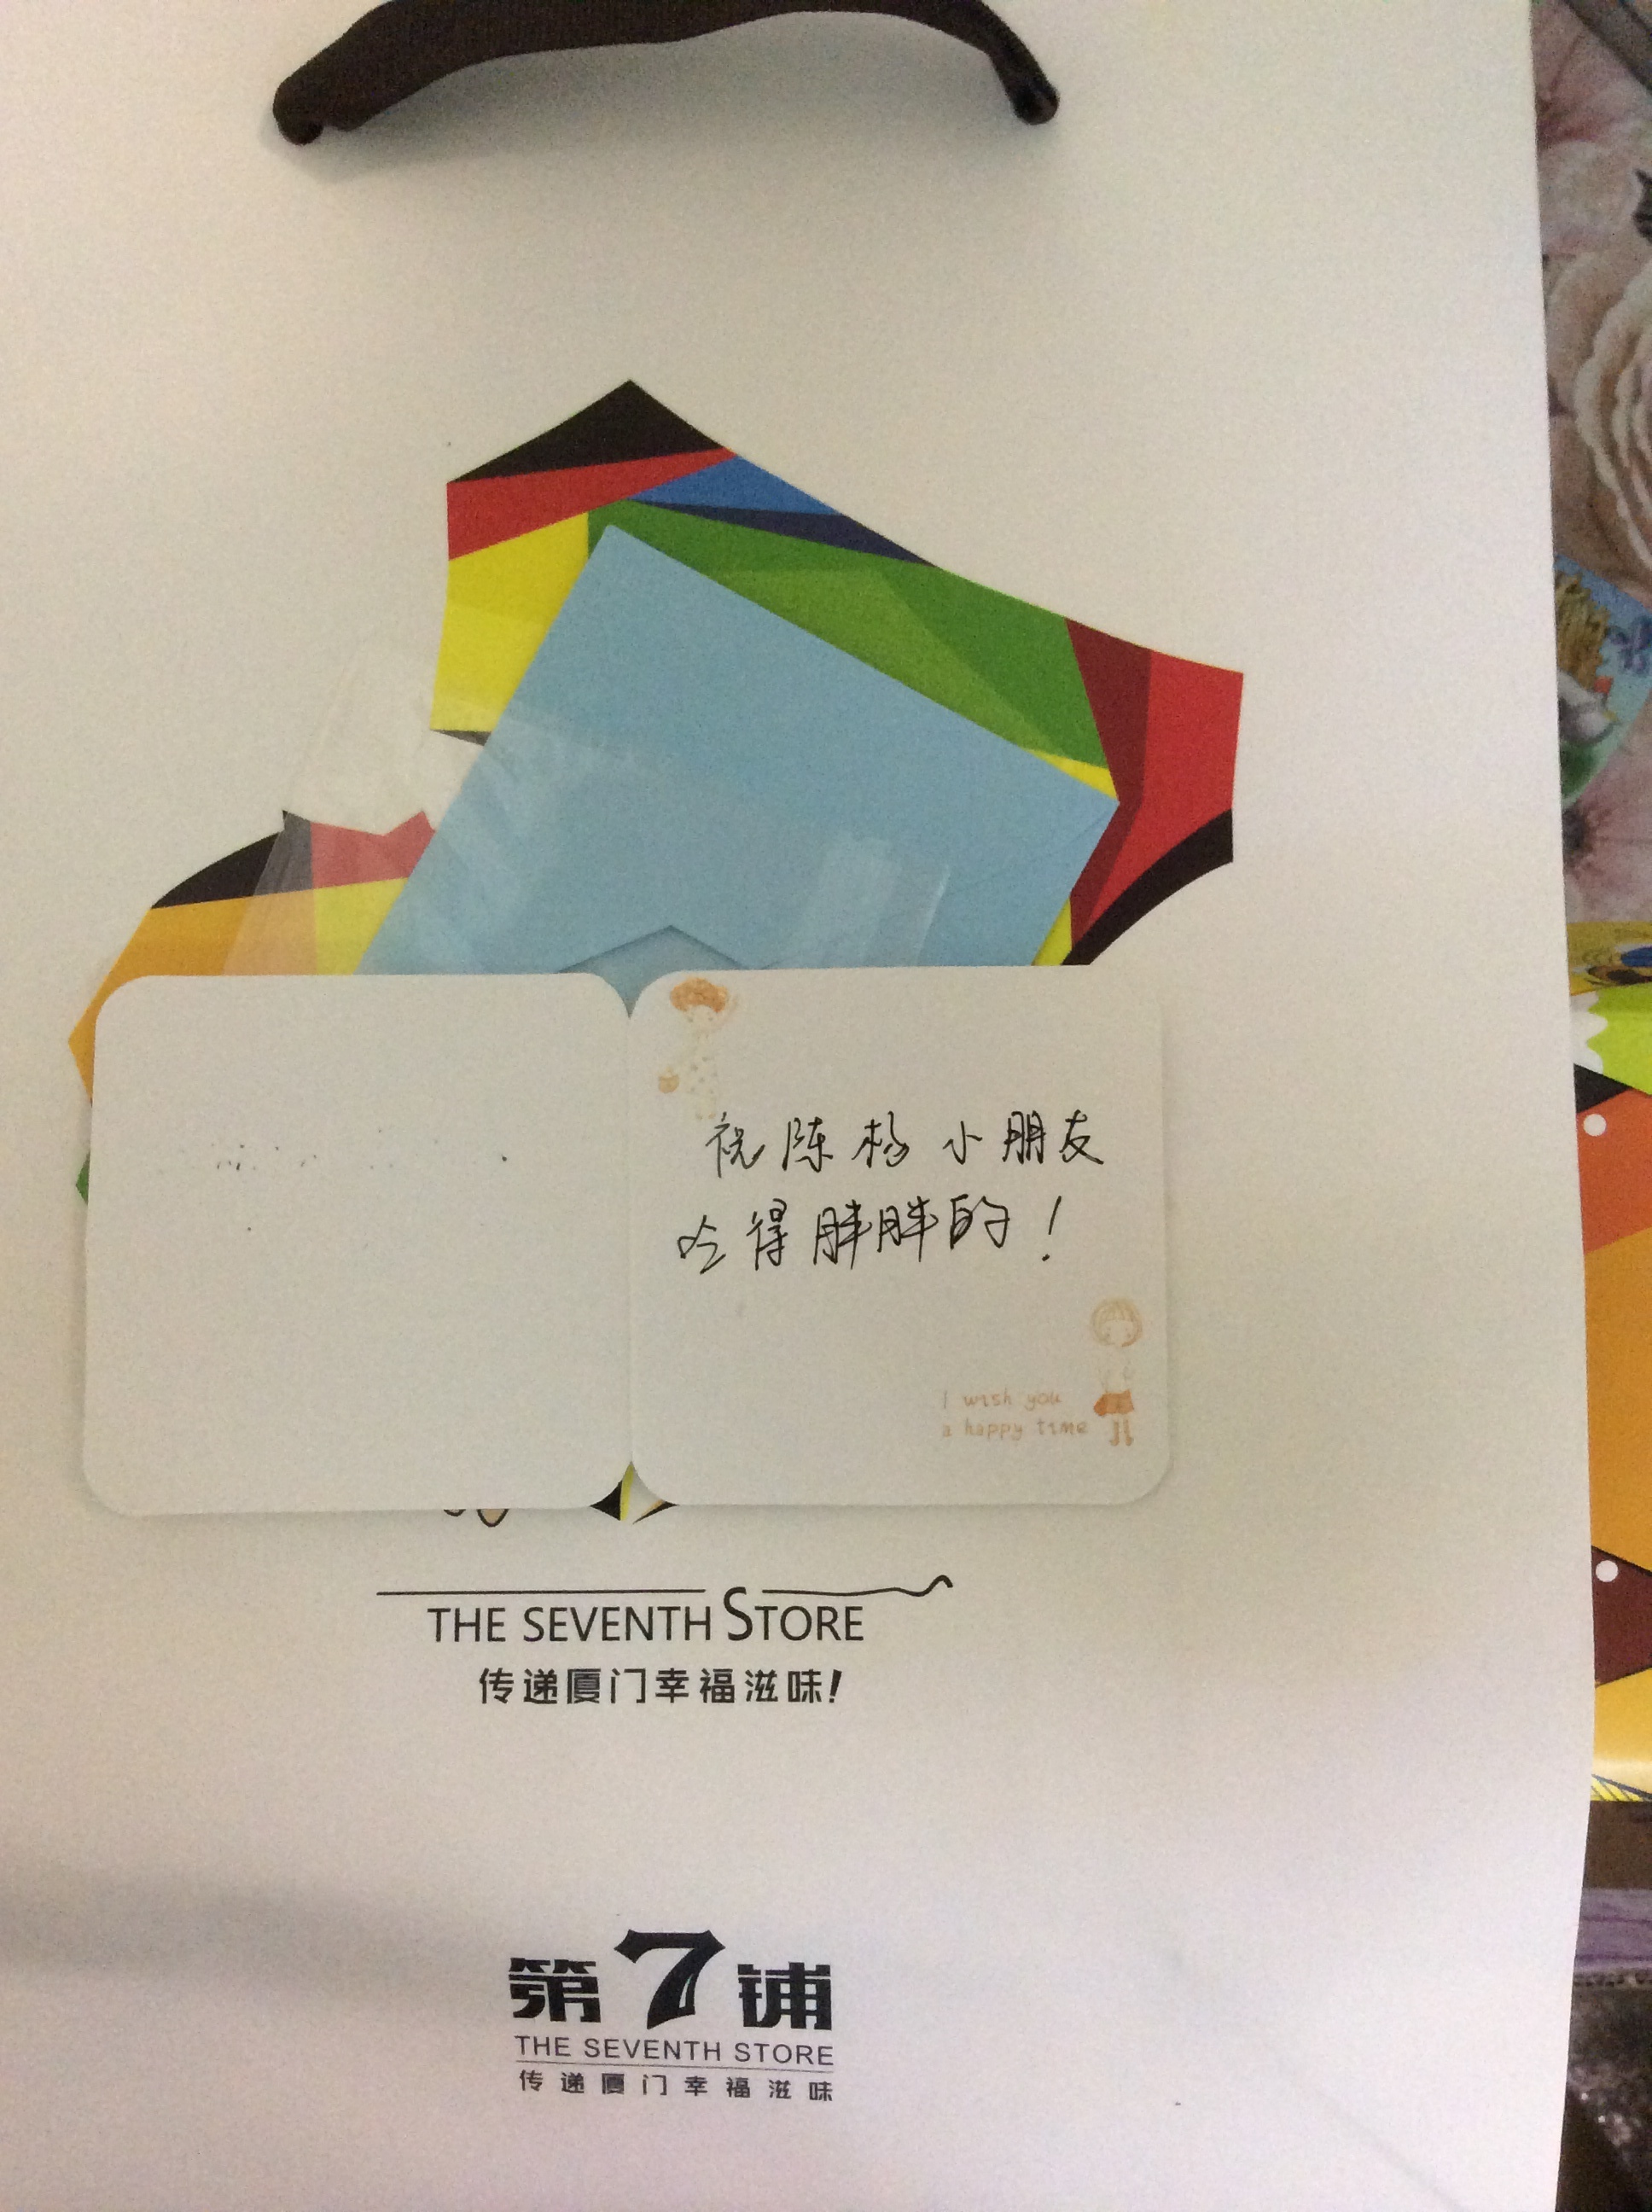 祝陈杨小朋友
吃得胖胖的！
I wish you
a happy time
THE SEVENTH STORE
传递厦门幸福滋味!
第7铺
THE SEVENTH STORE
传递厦门幸福滋味